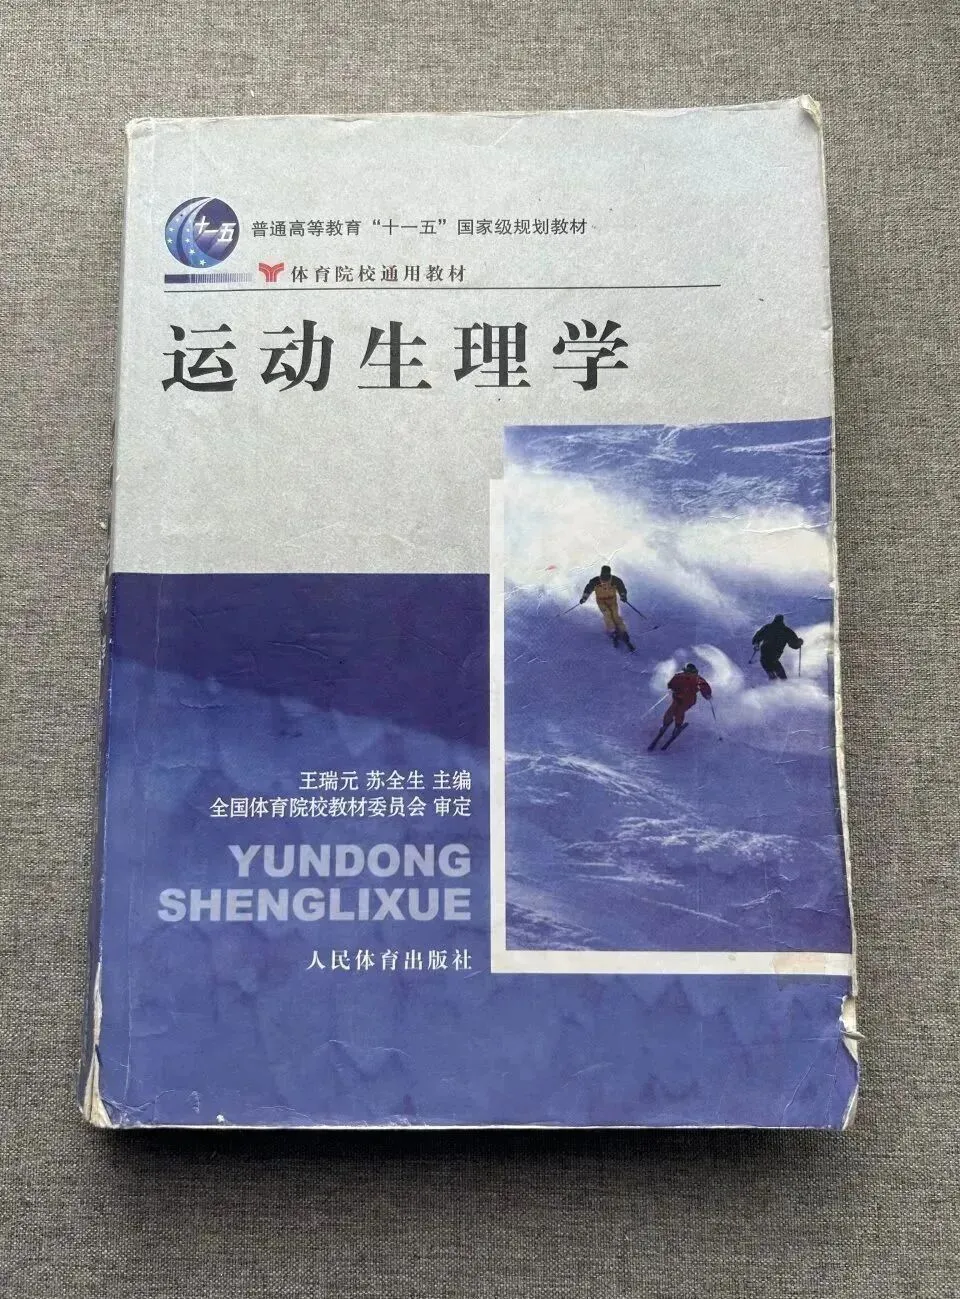 十一五
普通高等教育“十一五”国家级规划教材
体育院校通用教材
运动生理学
王瑞元 苏全生 主编
全国体育院校教材委员会 审定
YUNDONG
SHENGLIXUE
人民体育出版社